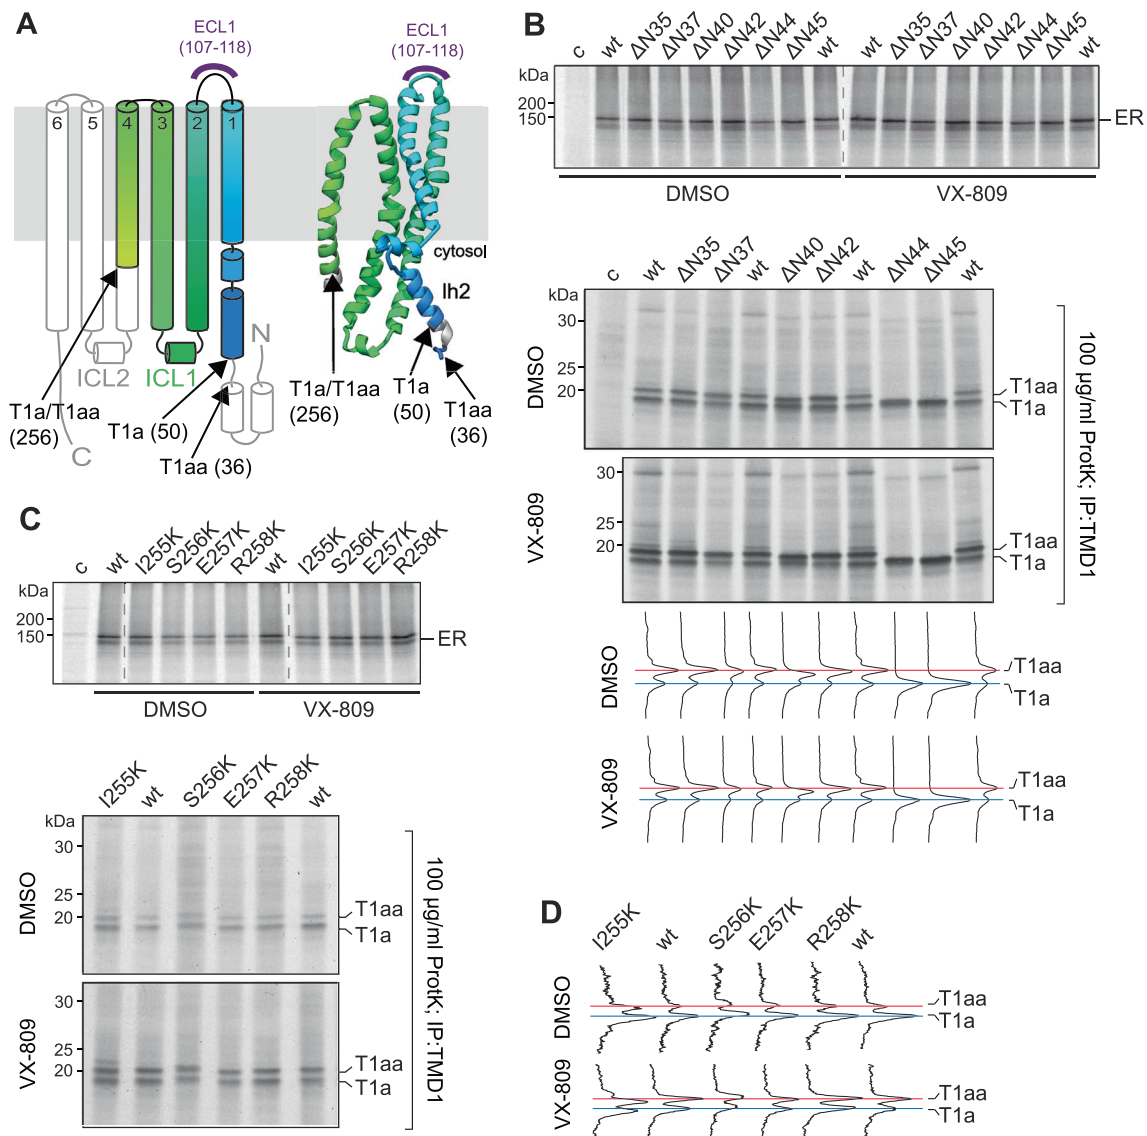 A
ECL1
(107-118)
ECL1
(107-118)
6 5 4 3 2 1
cytosol
lh2
N
ICL2 ICL1
C
T1a/T1aa
(256)
T1a (50)
T1aa (36)
T1a/T1aa
(256)
T1a
(50)
T1aa
(36)
B
c wt ΔN35 ΔN37 ΔN40 ΔN42 ΔN44 ΔN45 wt wt ΔN35 ΔN37 ΔN40 ΔN42 ΔN44 ΔN45 wt
kDa
200
150
ER
DMSO VX-809
c wt ΔN35 ΔN37 wt ΔN40 ΔN42 wt ΔN44 ΔN45 wt
kDa
30
25
20
DMSO
T1aa
T1a
30
25
20
VX-809
T1aa
T1a
100 µg/ml ProtK; IP:TMD1
DMSO
T1aa
T1a
VX-809
T1aa
T1a
C
c wt I255K S256K E257K R258K wt I255K S256K E257K R258K
kDa
200
150
ER
DMSO VX-809
I255K wt S256K E257K R258K wt
kDa
30
25
20
DMSO
T1aa
T1a
30
25
20
VX-809
T1aa
T1a
100 µg/ml ProtK; IP:TMD1
D
I255K wt S256K E257K R258K wt
DMSO
T1aa
T1a
VX-809
T1aa
T1a